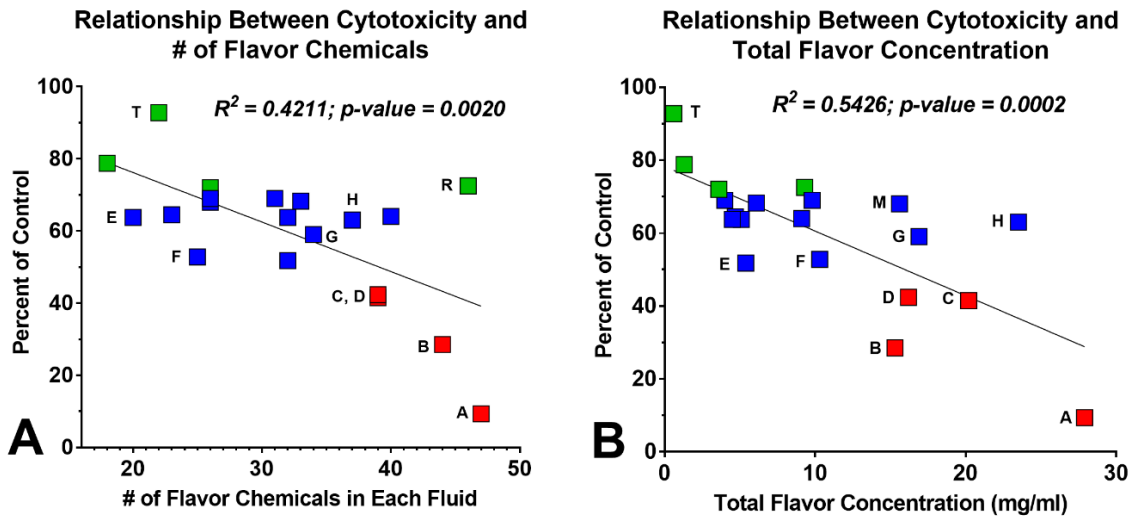 Relationship Between Cytotoxicity and
# of Flavor Chemicals
R² = 0.4211; p-value = 0.0020
Percent of Control
100
80
60
40
20
0
T
R
E
H
F
G
C, D
B
A
20
30
40
50
# of Flavor Chemicals in Each Fluid
A
Relationship Between Cytotoxicity and
Total Flavor Concentration
R² = 0.5426; p-value = 0.0002
Percent of Control
100
80
60
40
20
0
T
M
H
G
E
F
D
C
B
A
0
10
20
30
Total Flavor Concentration (mg/ml)
B